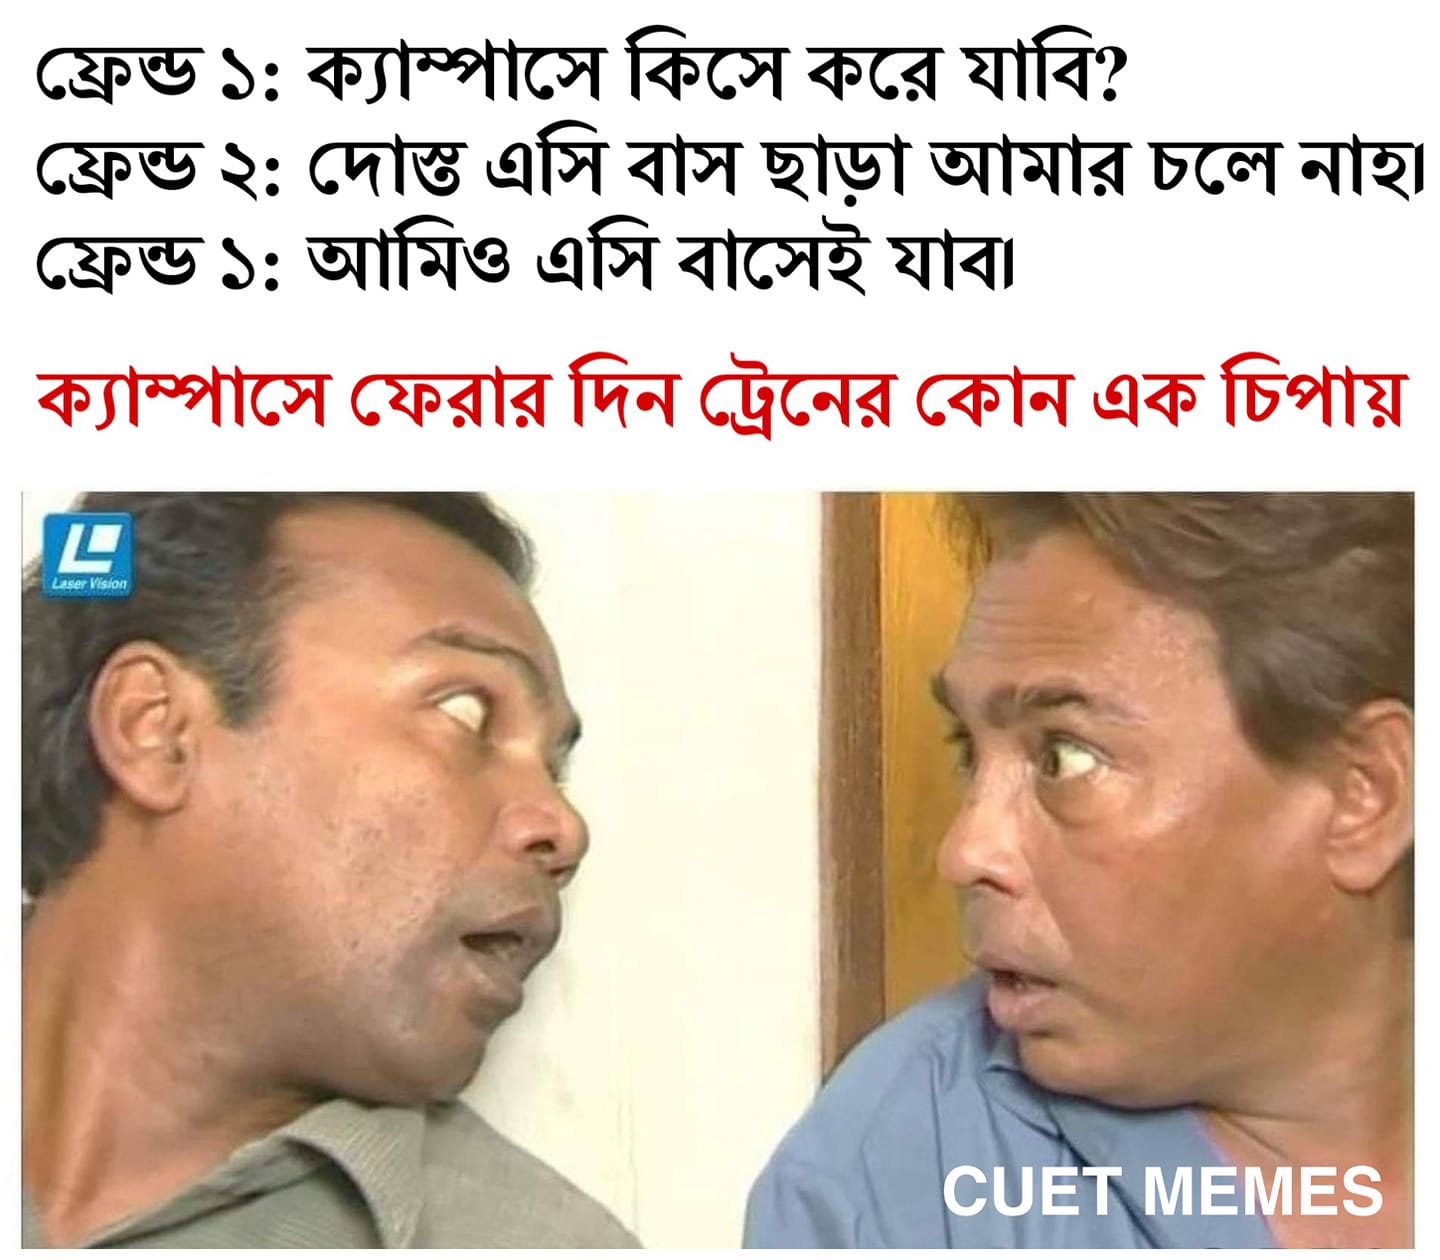 ফ্রেন্ড ১: ক্যাম্পাসে কিসে করে যাবি?
ফ্রেন্ড ২: দোস্ত এসি বাস ছাড়া আমার চলে নাহ।
ফ্রেন্ড ১: আমিও এসি বাসেই যাব।
ক্যাম্পাসে ফেরার দিন ট্রেনের কোন এক চিপায়
Laser Vision
CUET MEMES